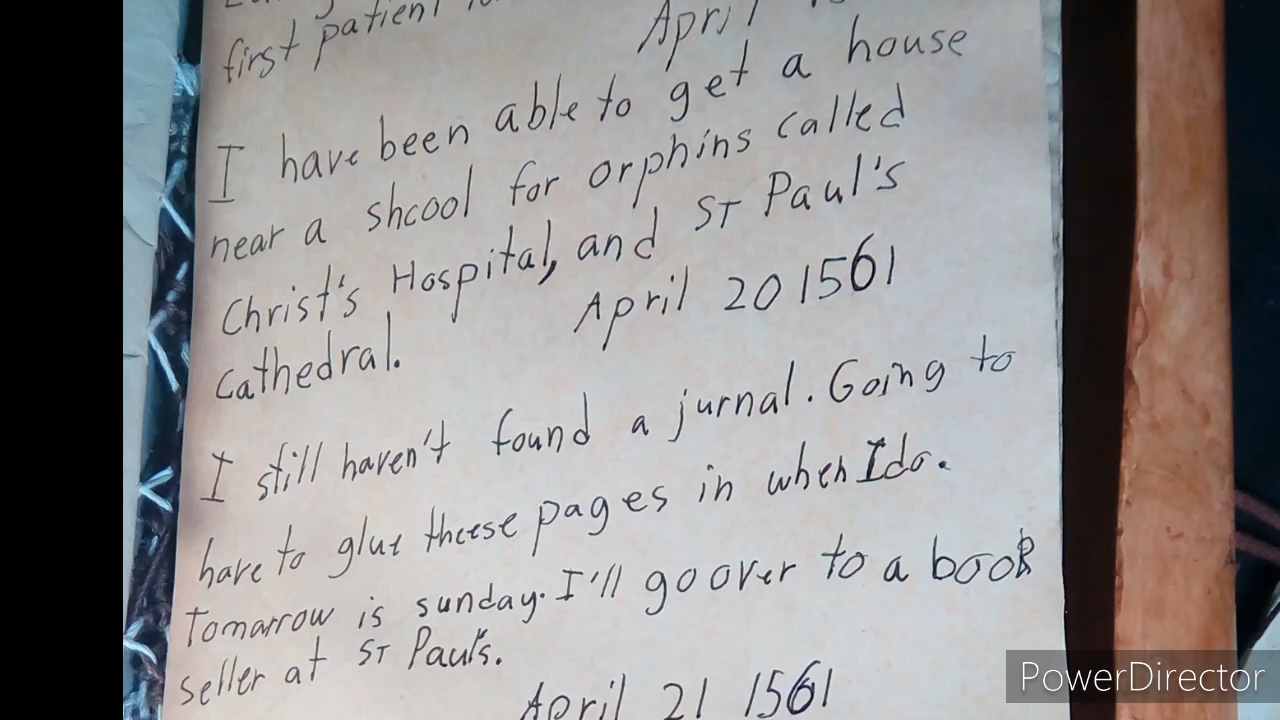 first patient
April
I have been able to get a house
near a shcool for orphins called
Christ's Hospital, and ST Paul's
cathedral.
April 20 1561
I still haven't found a jurnal. Going to
have to glue theese pages in when I do.
Tomarrow is sunday. I'll go over to a book
seller at ST Paul's.
April 21 1561
PowerDirector